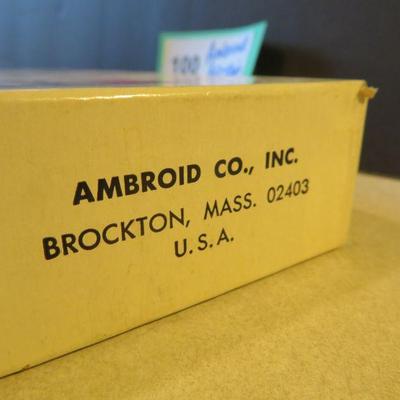 100
AMBROID CO., INC.
BROCKTON, MASS. 02403
U.S.A.